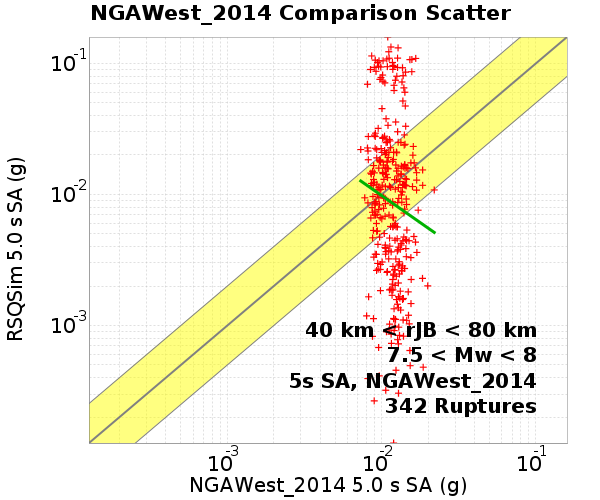 NGAWest_2014 Comparison Scatter
RSQSim 5.0 s SA (g)
10-1
10-2
10-3
40 km < rJB < 80 km
7.5 < Mw < 8
5s SA, NGAWest_2014
342 Ruptures
10-3
10-2
10-1
NGAWest_2014 5.0 s SA (g)